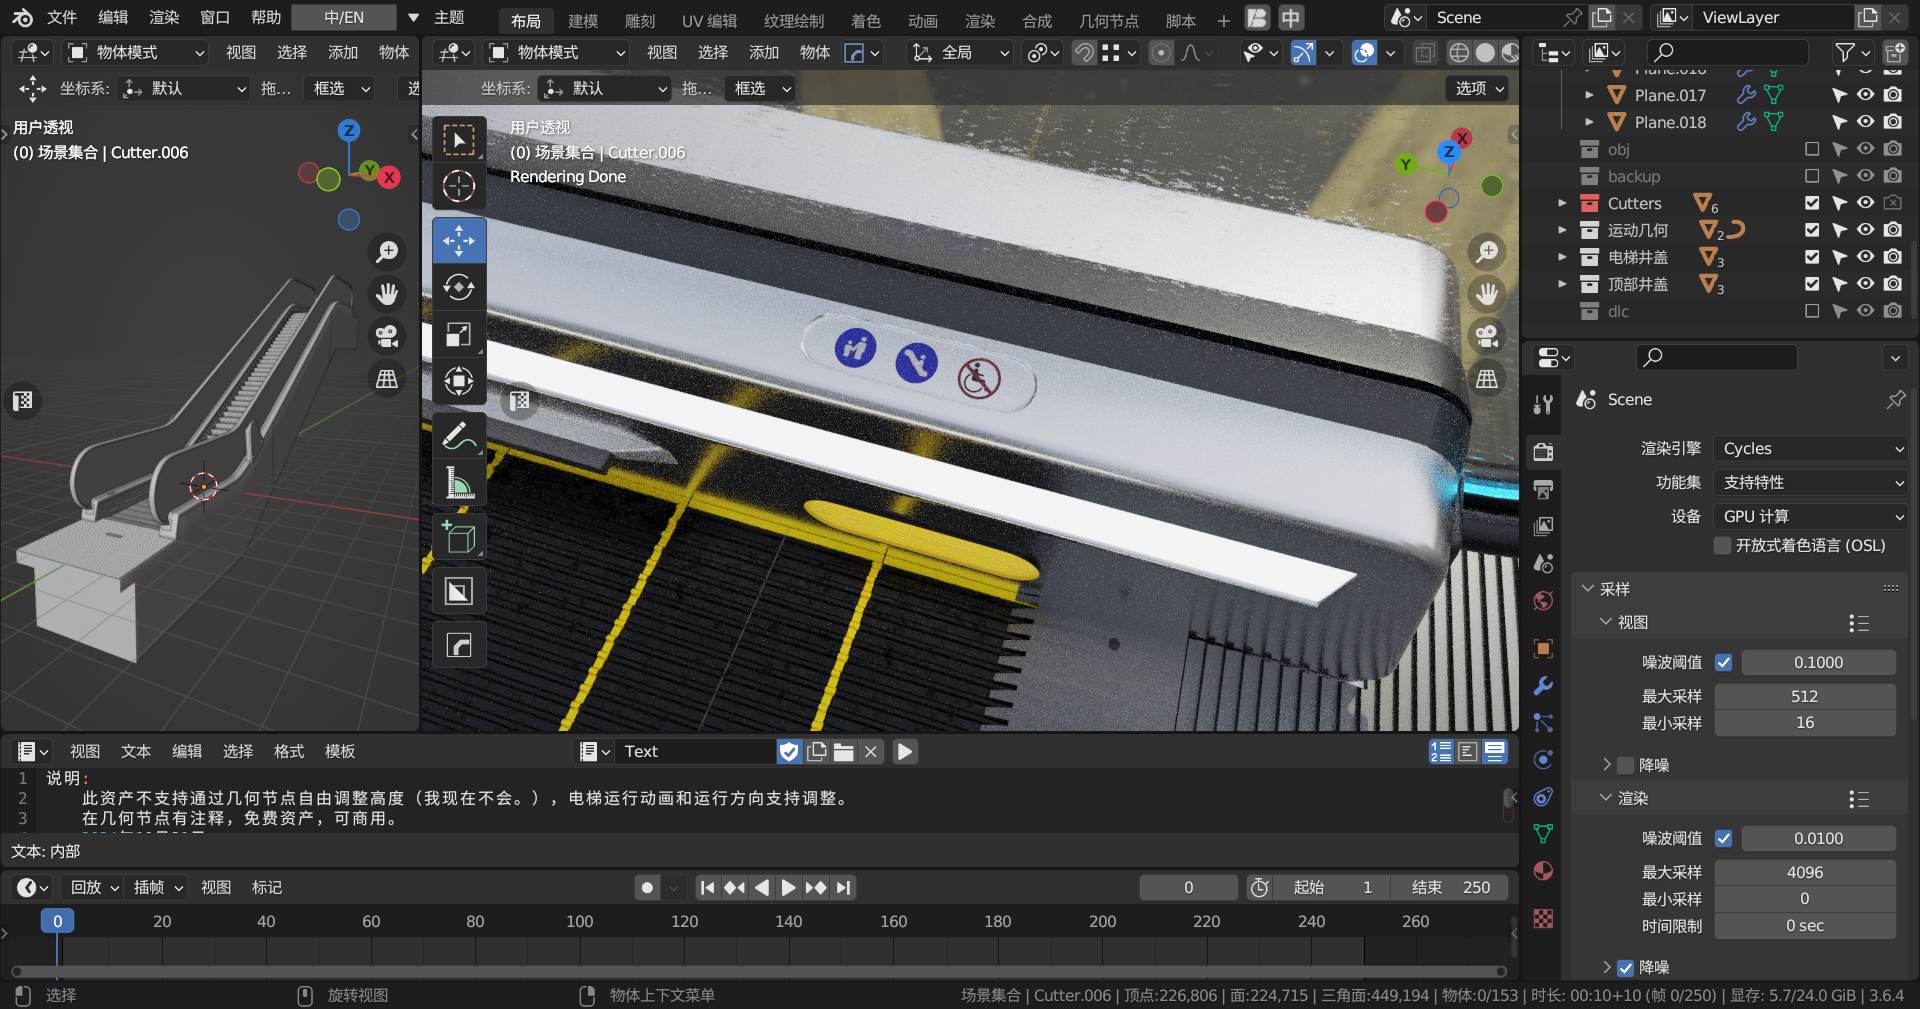 文件 编辑 渲染 窗口 帮助 中/EN 主题 布局 建模 雕刻 UV 编辑 纹理绘制 着色 动画 渲染 合成 几何节点 脚本 + 中 Scene ViewLayer
物体模式 视图 选择 添加 物体
物体模式 视图 选择 添加 物体 全局
坐标系: 默认 拖... 框选
坐标系: 默认 拖... 框选 选项
用户透视
(0) 场景集合 | Cutter.006
Z
Y
X
用户透视
(0) 场景集合 | Cutter.006
Rendering Done
X
Z
Y
Plane.017
Plane.018
obj
backup
Cutters 6
运动几何 2
电梯井盖 3
顶部井盖 3
dlc
Scene
渲染引擎 Cycles
功能集 支持特性
设备 GPU 计算
开放式着色语言 (OSL)
采样
视图
噪波阈值 0.1000
最大采样 512
最小采样 16
降噪
渲染
噪波阈值 0.0100
最大采样 4096
最小采样 0
时间限制 0 sec
降噪
视图 文本 编辑 选择 格式 模板 Text
1 说明:
2 此资产不支持通过几何节点自由调整高度（我现在不会。），电梯运行动画和运行方向支持调整。
3 在几何节点有注释，免费资产，可商用。
文本: 内部
回放 插帧 视图 标记 0 起始 1 结束 250
0 20 40 60 80 100 120 140 160 180 200 220 240 260
选择 旋转视图 物体上下文菜单 场景集合 | Cutter.006 | 顶点:226,806 | 面:224,715 | 三角面:449,194 | 物体:0/153 | 时长: 00:10+10 (帧 0/250) | 显存: 5.7/24.0 GiB | 3.6.4